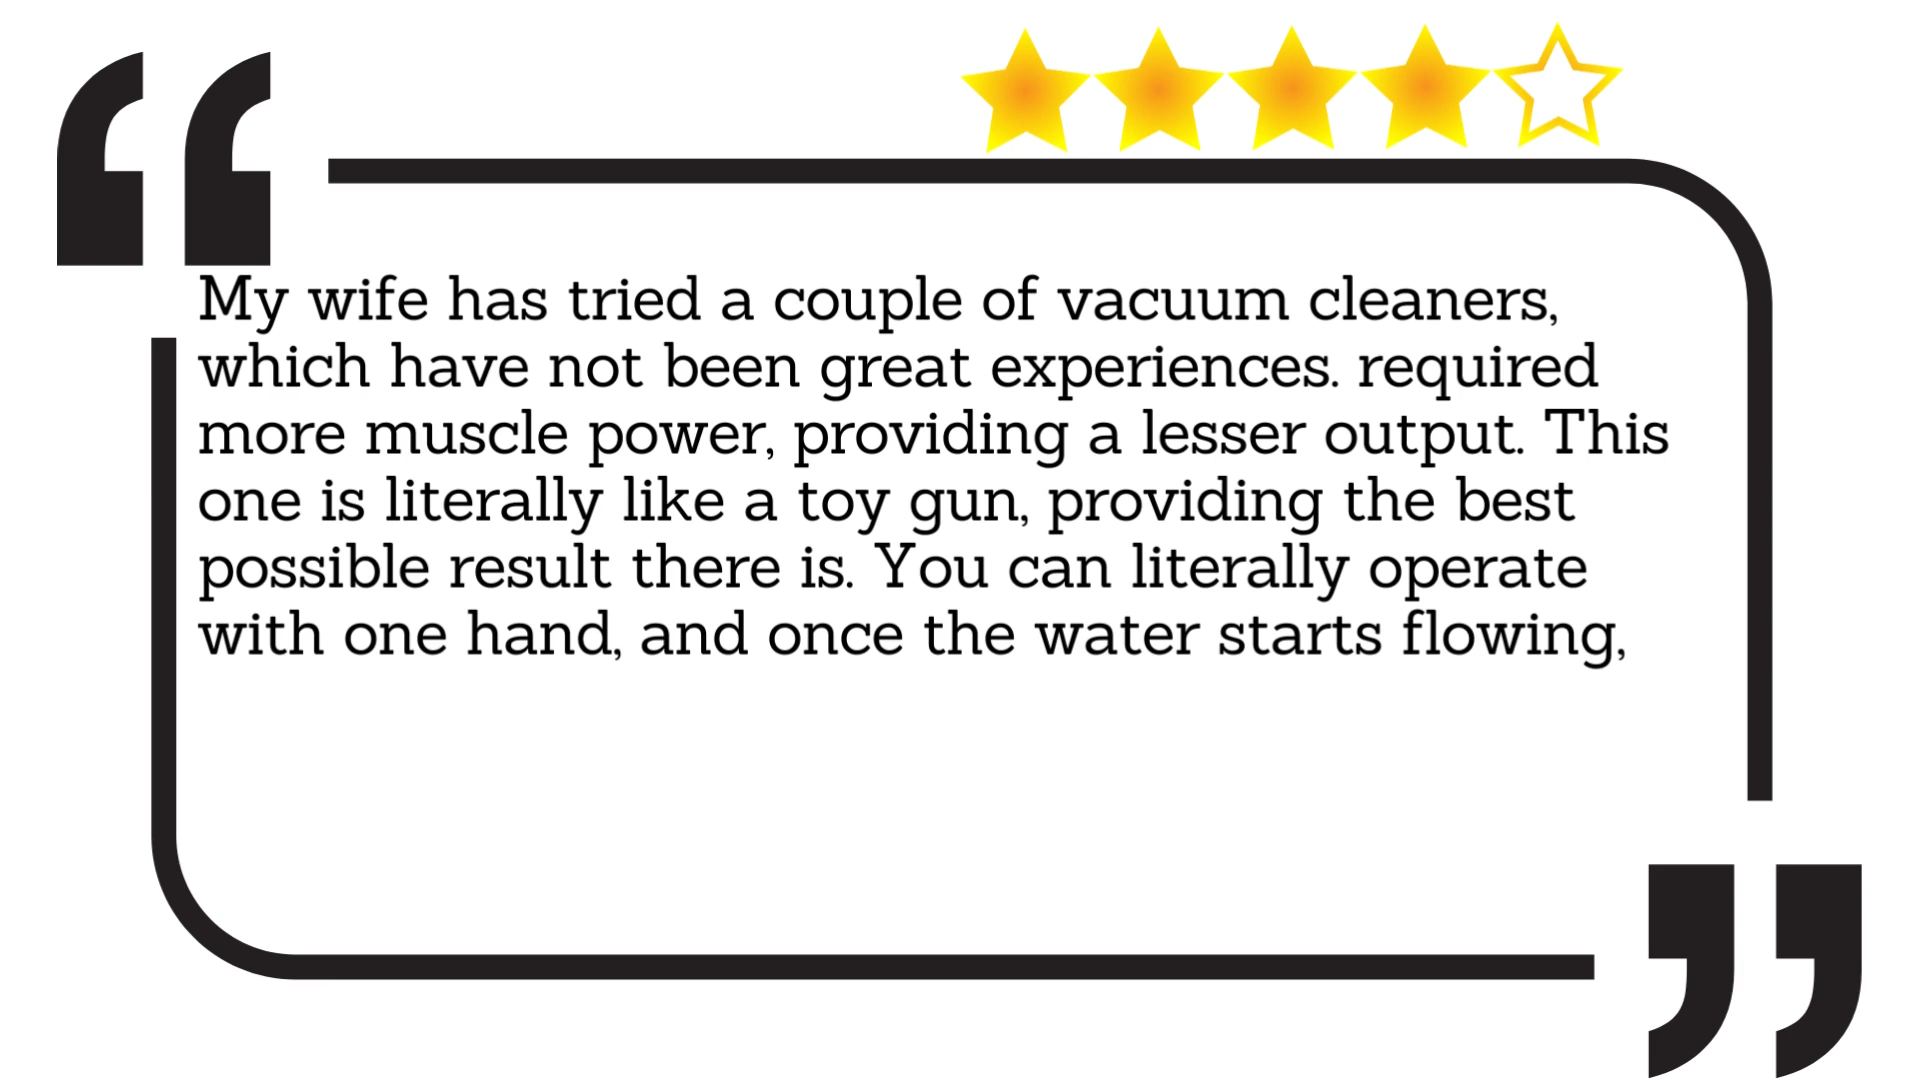 My wife has tried a couple of vacuum cleaners,
which have not been great experiences. required
more muscle power, providing a lesser output. This
one is literally like a toy gun, providing the best
possible result there is. You can literally operate
with one hand, and once the water starts flowing,